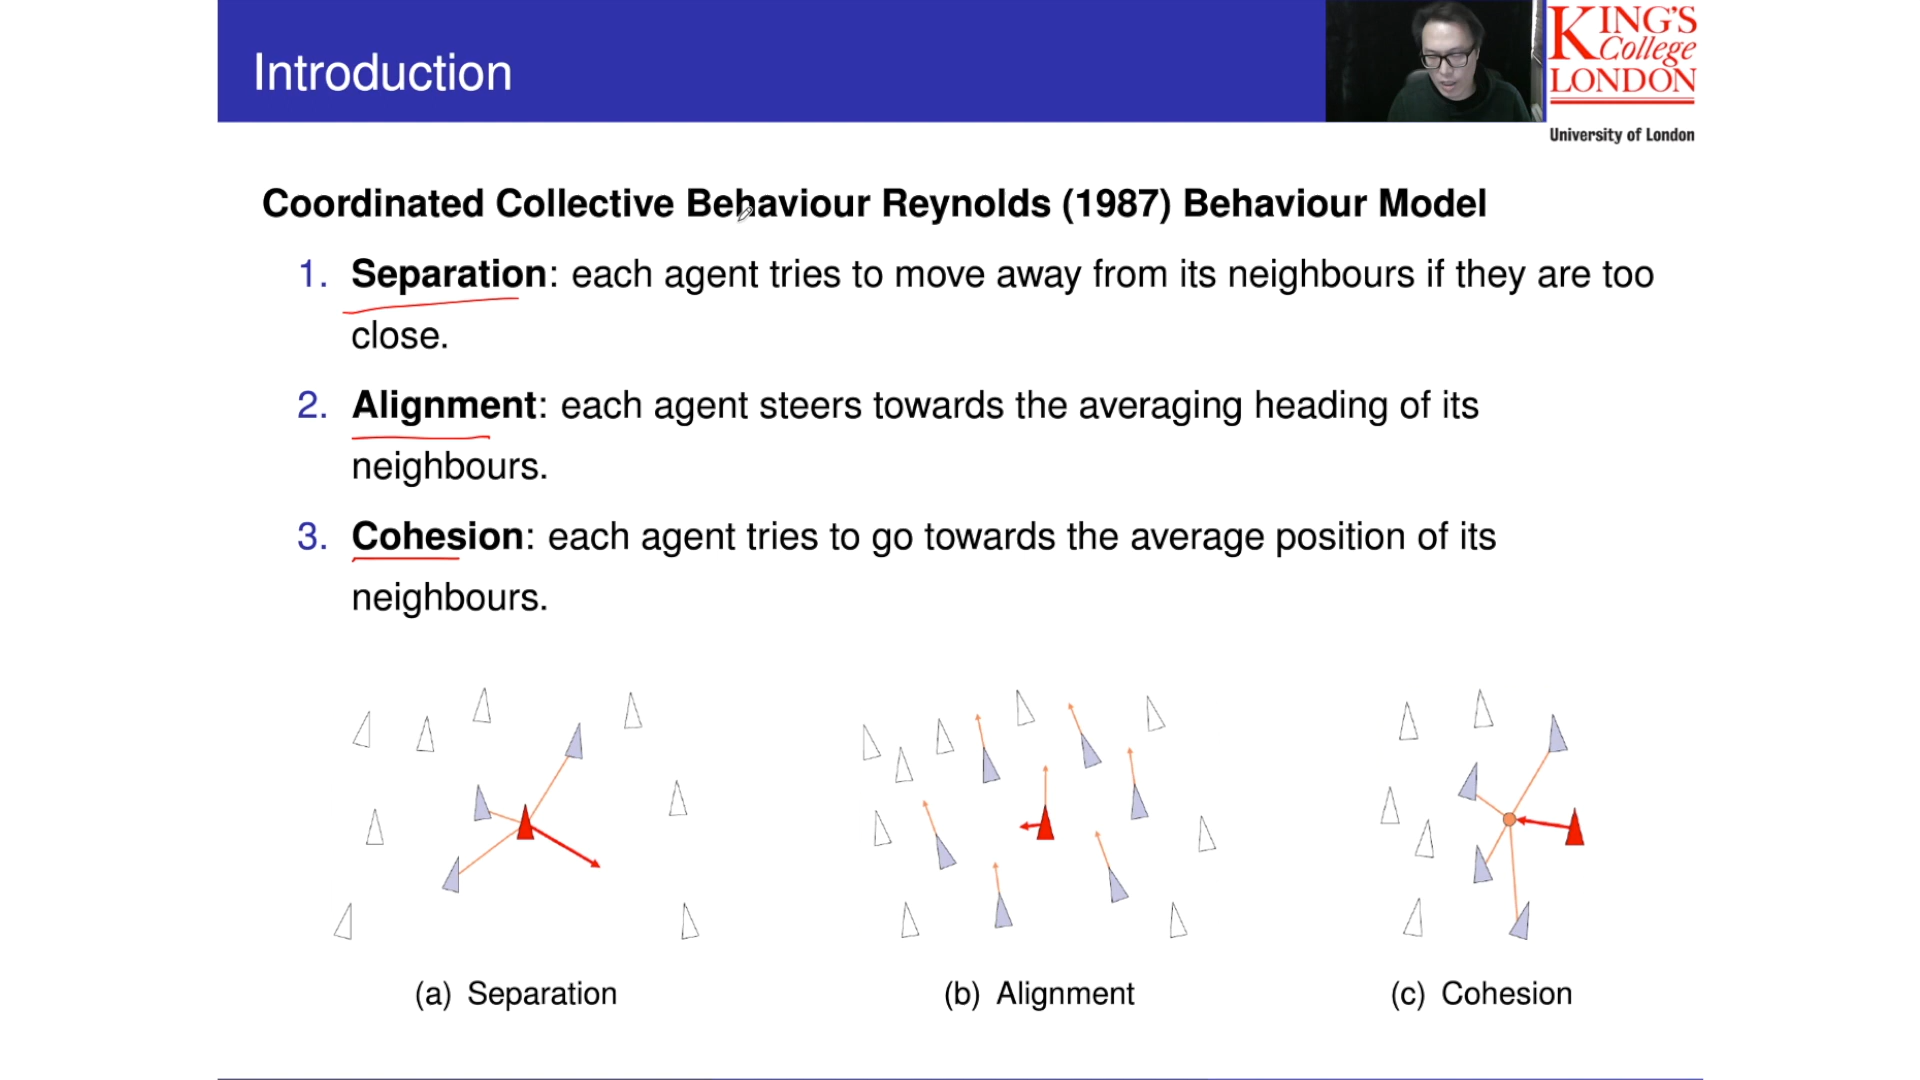 Introduction
KING'S
College
LONDON
University of London
Coordinated Collective Behaviour Reynolds (1987) Behaviour Model
1. Separation: each agent tries to move away from its neighbours if they are too
close.
2. Alignment: each agent steers towards the averaging heading of its
neighbours.
3. Cohesion: each agent tries to go towards the average position of its
neighbours.
(a) Separation
(b) Alignment
(c) Cohesion